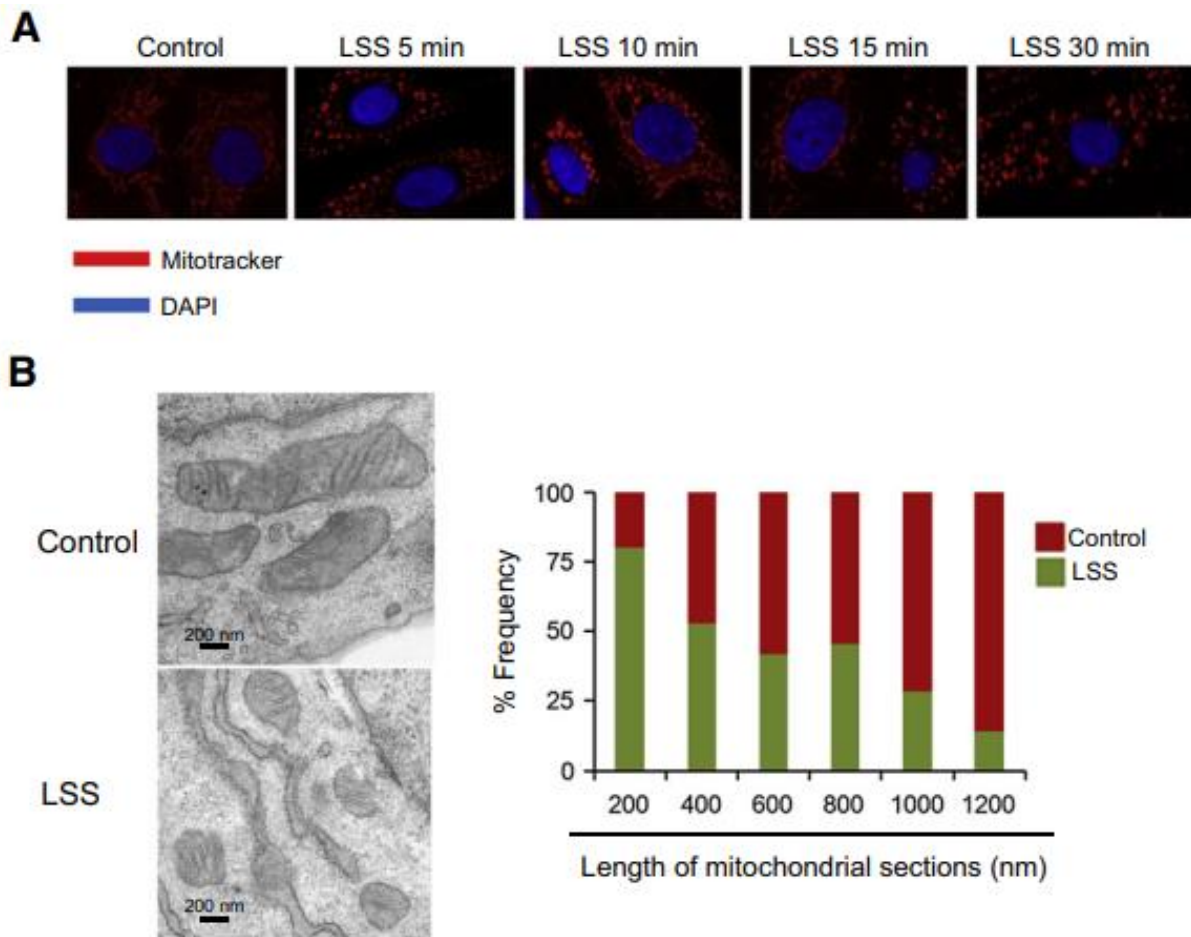 A
Control LSS 5 min LSS 10 min LSS 15 min LSS 30 min
Mitotracker
DAPI
B
Control
200 nm
LSS
200 nm
100
75
50
25
0
% Frequency
Control
LSS
200 400 600 800 1000 1200
Length of mitochondrial sections (nm)